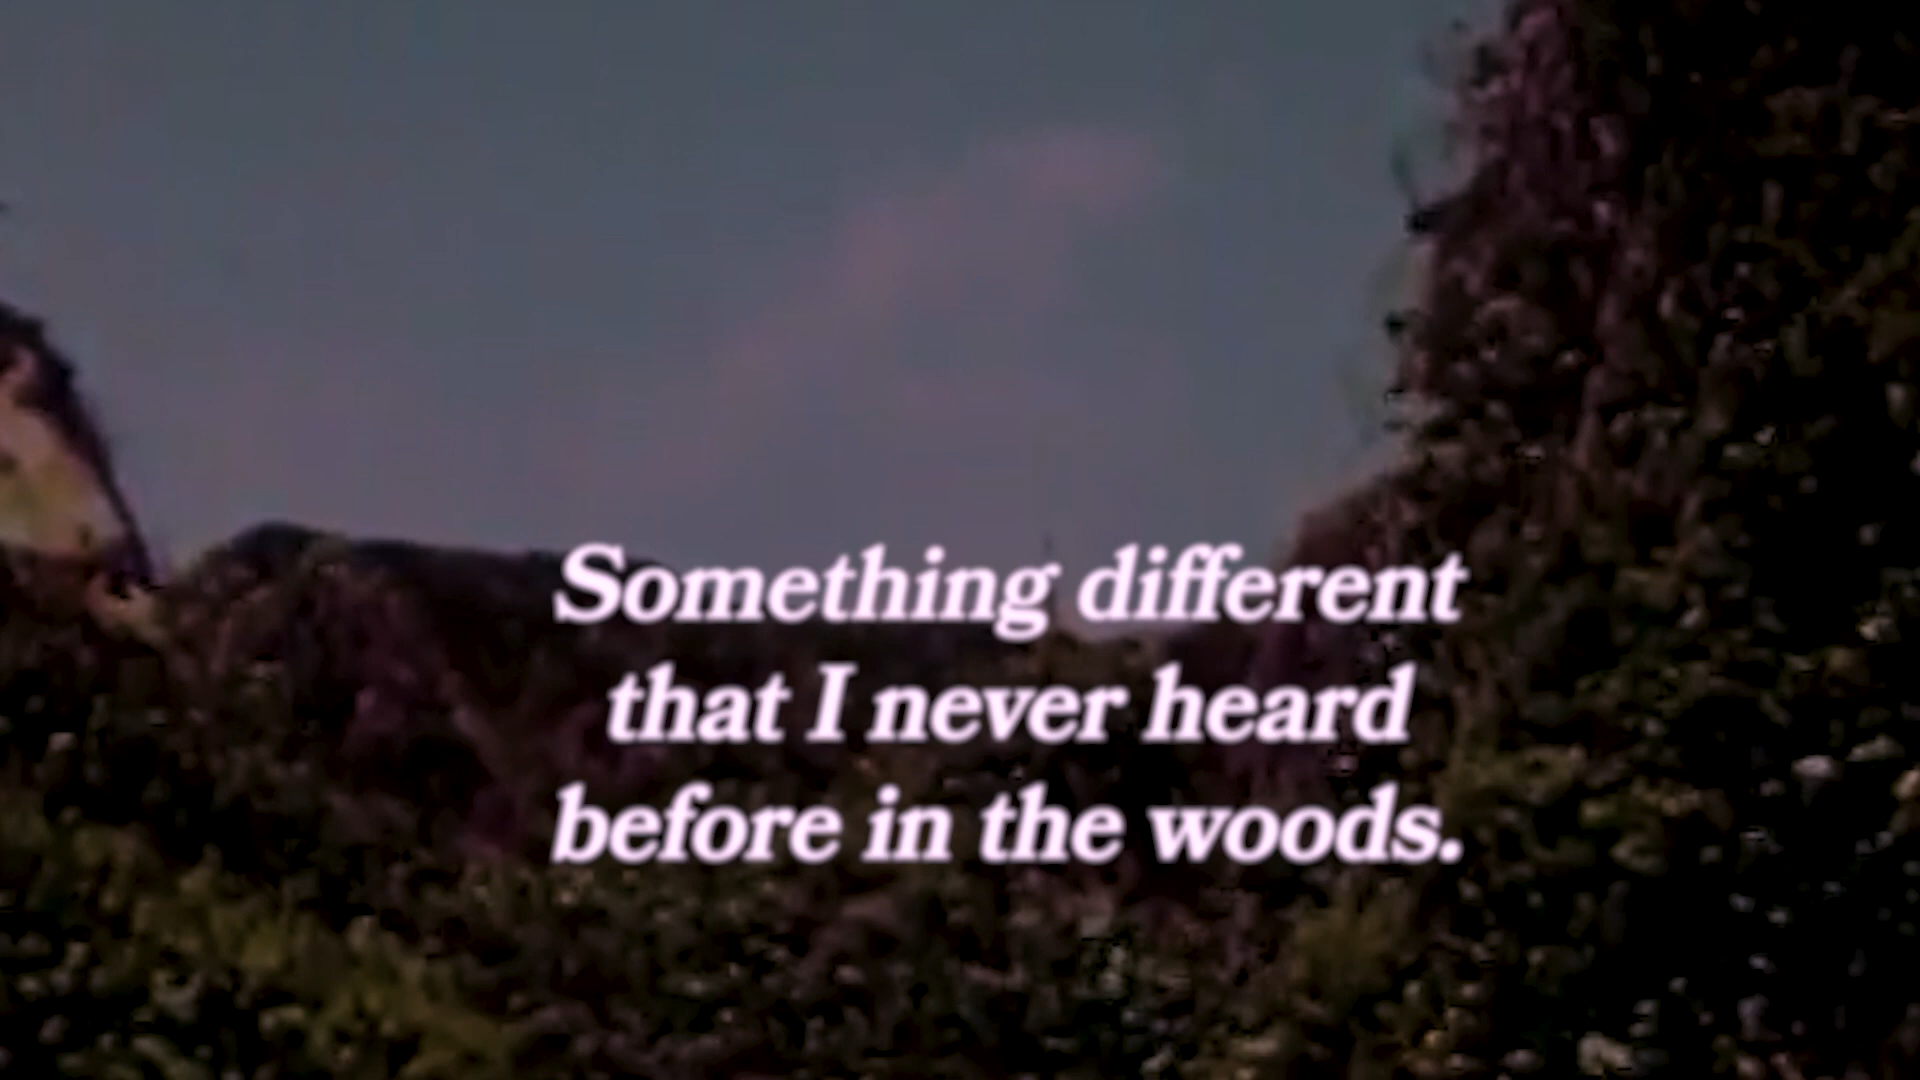 Something different
that I never heard
before in the woods.